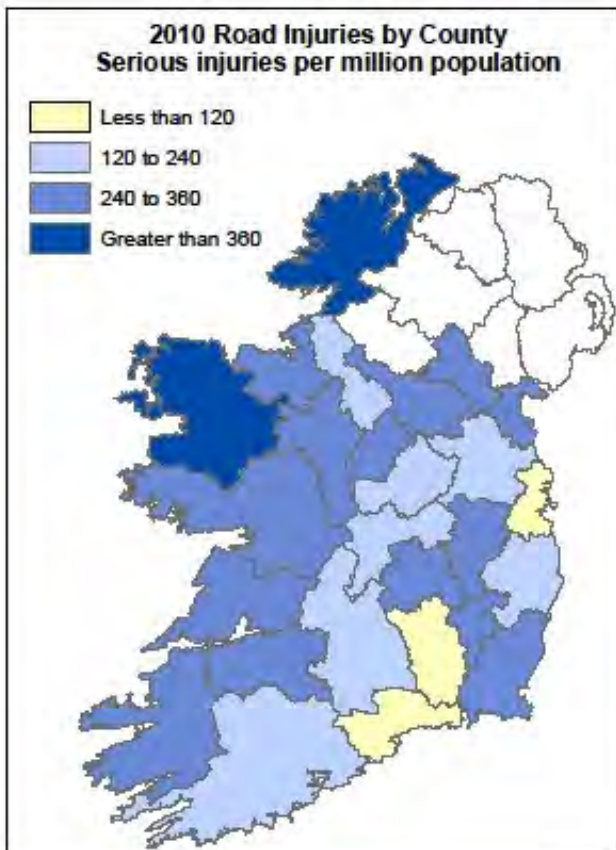 2010 Road Injuries by County
Serious injuries per million population
Less than 120
120 to 240
240 to 360
Greater than 360